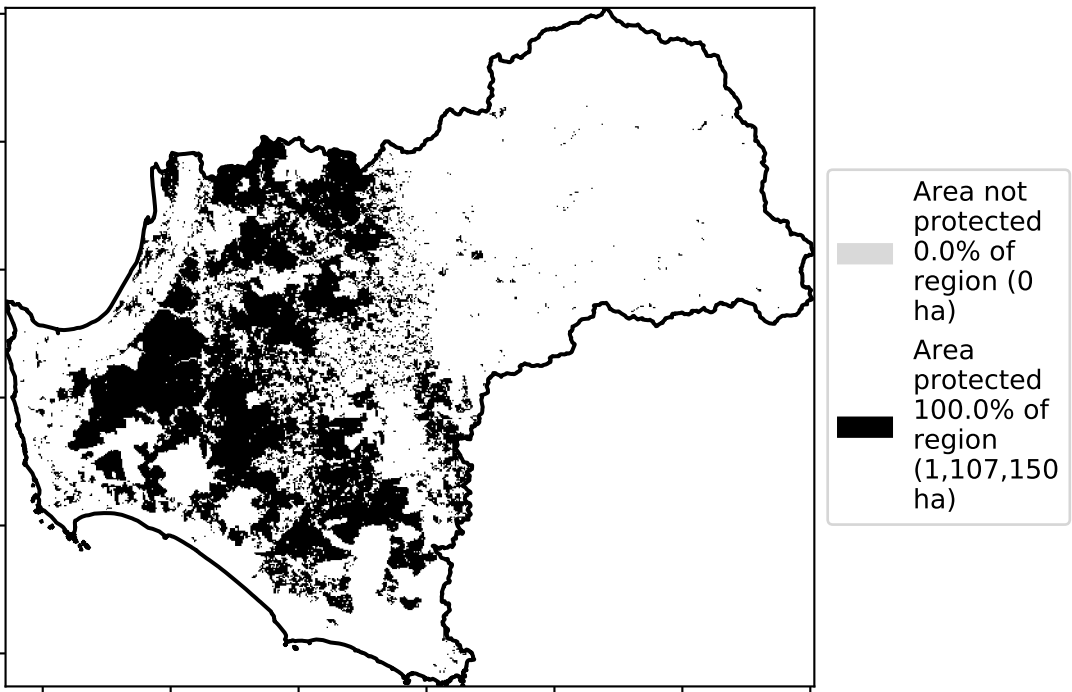 Area not
protected
0.0% of
region (0
ha)
Area
protected
100.0% of
region
(1,107,150
ha)